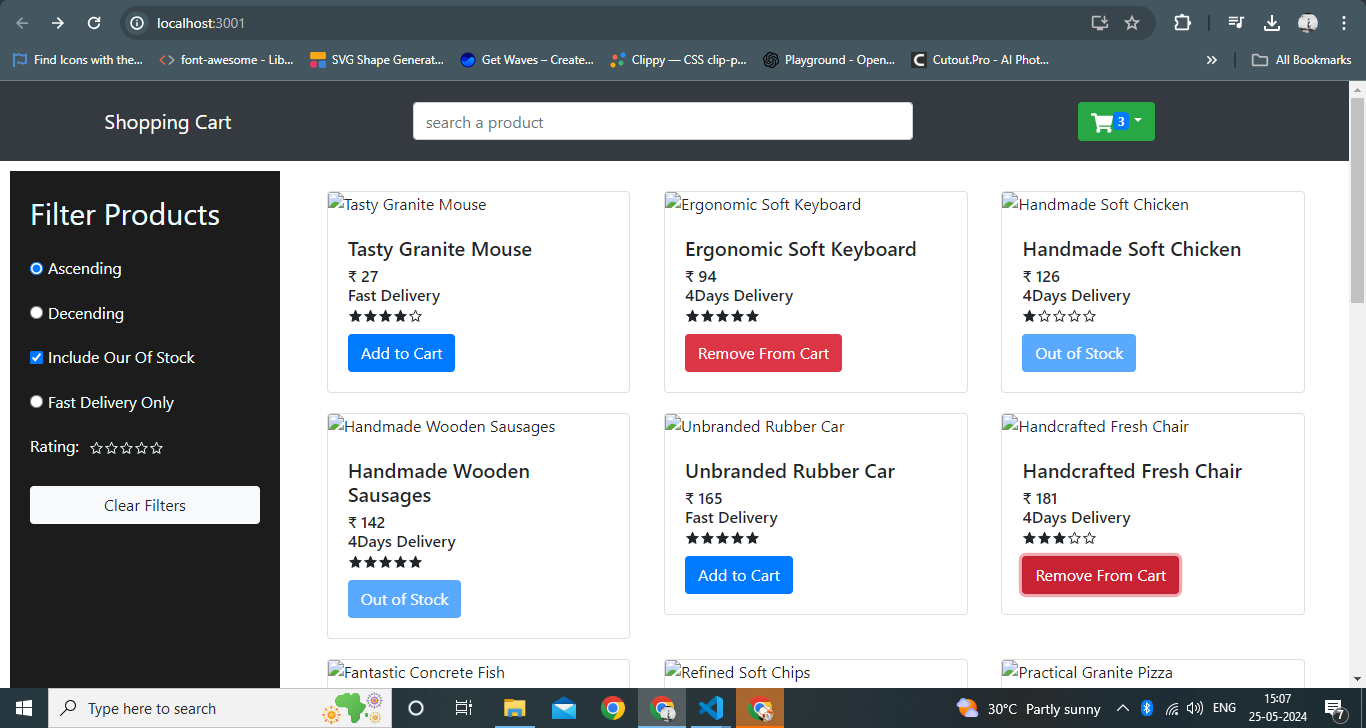 localhost:3001
Find Icons with the...
font-awesome - Lib...
SVG Shape Generat...
Get Waves – Create...
Clippy — CSS clip-p...
Playground - Open...
Cutout.Pro - AI Phot...
»
All Bookmarks
Shopping Cart
search a product
3
Filter Products
Ascending
Decending
Include Our Of Stock
Fast Delivery Only
Rating:
Clear Filters
Tasty Granite Mouse
Tasty Granite Mouse
₹ 27
Fast Delivery
Add to Cart
Ergonomic Soft Keyboard
Ergonomic Soft Keyboard
₹ 94
4Days Delivery
Remove From Cart
Handmade Soft Chicken
Handmade Soft Chicken
₹ 126
4Days Delivery
Out of Stock
Handmade Wooden Sausages
Handmade Wooden
Sausages
₹ 142
4Days Delivery
Out of Stock
Unbranded Rubber Car
Unbranded Rubber Car
₹ 165
Fast Delivery
Add to Cart
Handcrafted Fresh Chair
Handcrafted Fresh Chair
₹ 181
4Days Delivery
Remove From Cart
Fantastic Concrete Fish
Refined Soft Chips
Practical Granite Pizza
Type here to search
30°C Partly sunny
ENG
15:07
25-05-2024
7